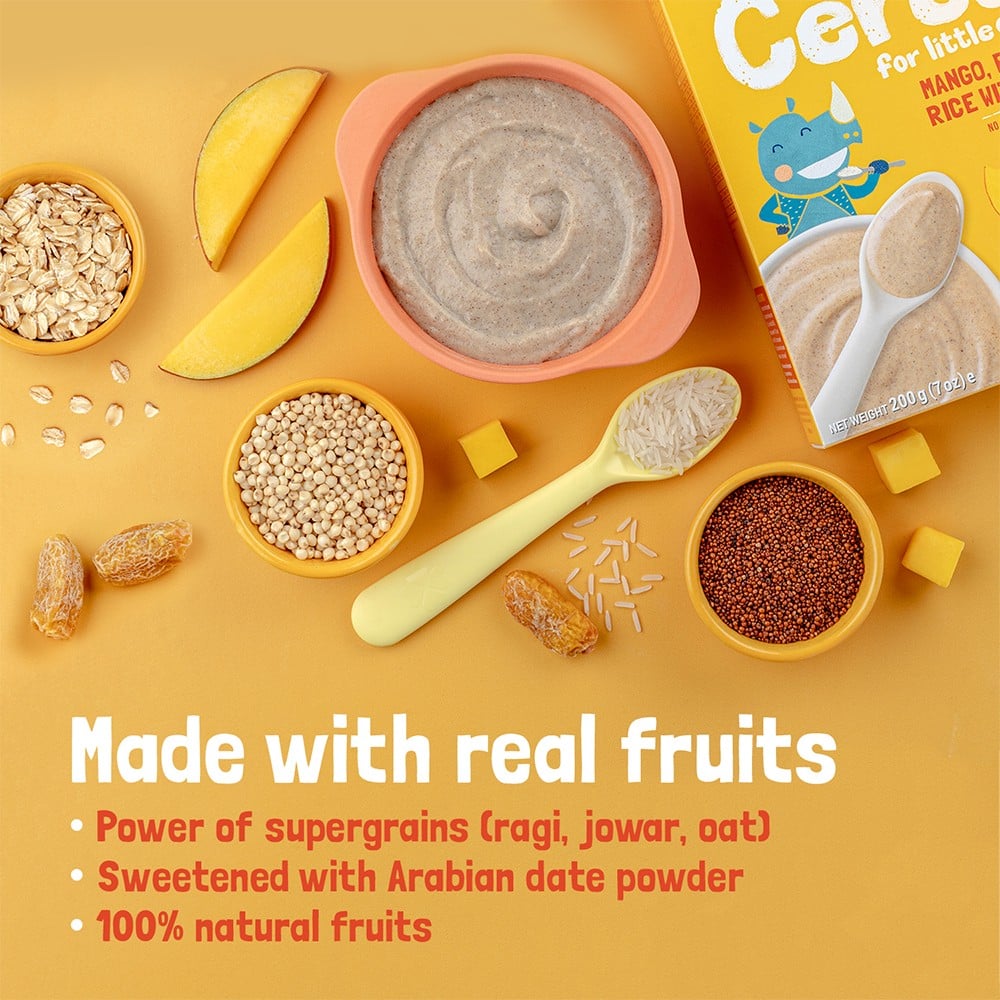 for little
MANGO,
RICE
NET WEIGHT 200 g (7 oz) e
Made with real fruits
• Power of supergrains (ragi, jowar, oat)
• Sweetened with Arabian date powder
• 100% natural fruits